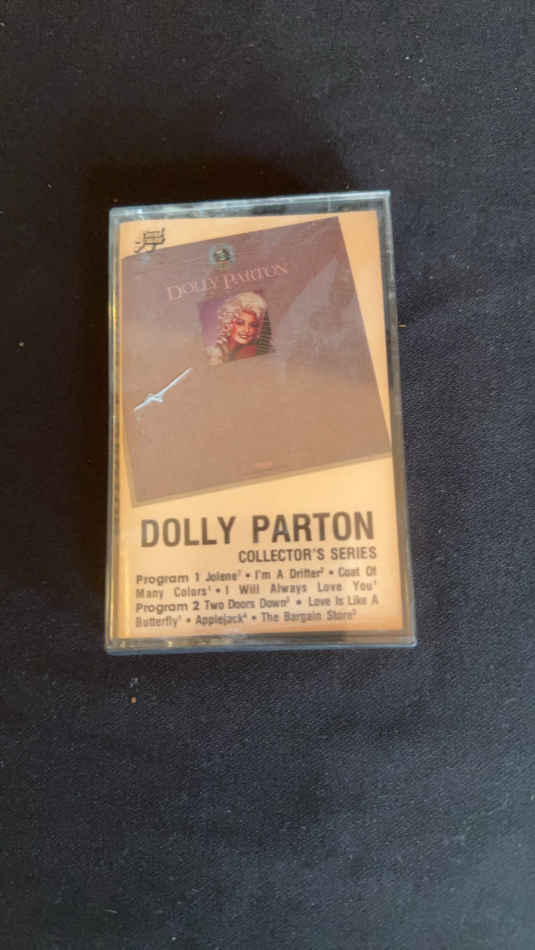 DOLLY PARTON
DOLLY PARTON
COLLECTOR'S SERIES
Program 1 Jolene¹ • I'm A Drifter² • Coat Of
Many Colors¹ • I Will Always Love You¹
Program 2 Two Doors Down³ • Love Is Like A
Butterfly¹ • Applejack⁴ • The Bargain Store³